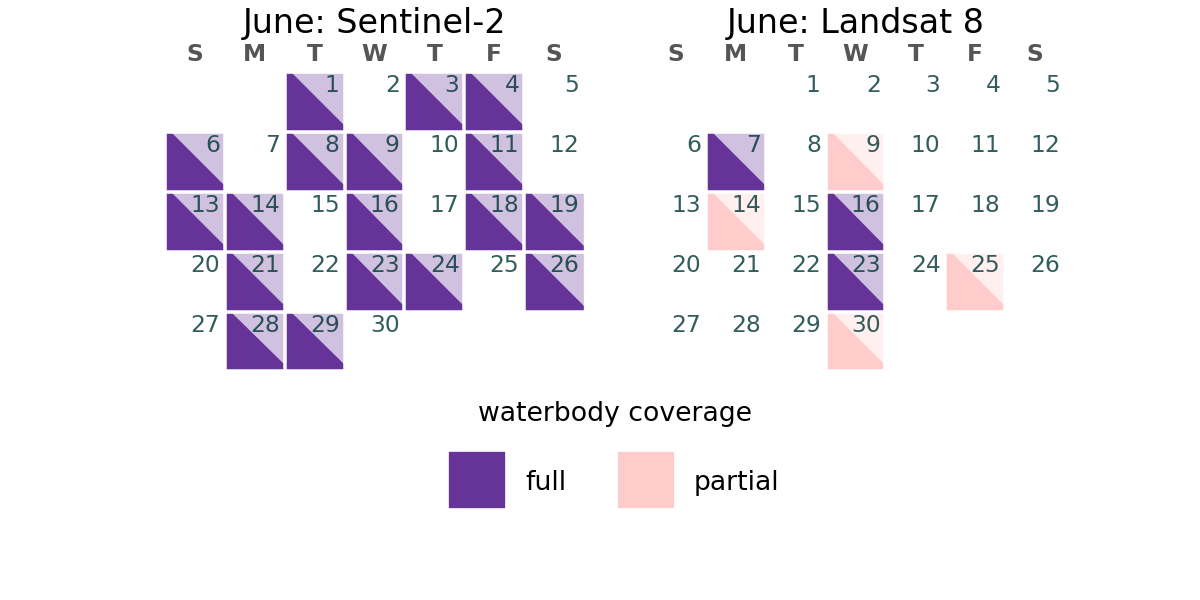 June: Sentinel-2
S M T W T F S
1 2 3 4 5
6 7 8 9 10 11 12
13 14 15 16 17 18 19
20 21 22 23 24 25 26
27 28 29 30
June: Landsat 8
S M T W T F S
1 2 3 4 5
6 7 8 9 10 11 12
13 14 15 16 17 18 19
20 21 22 23 24 25 26
27 28 29 30
waterbody coverage
full partial